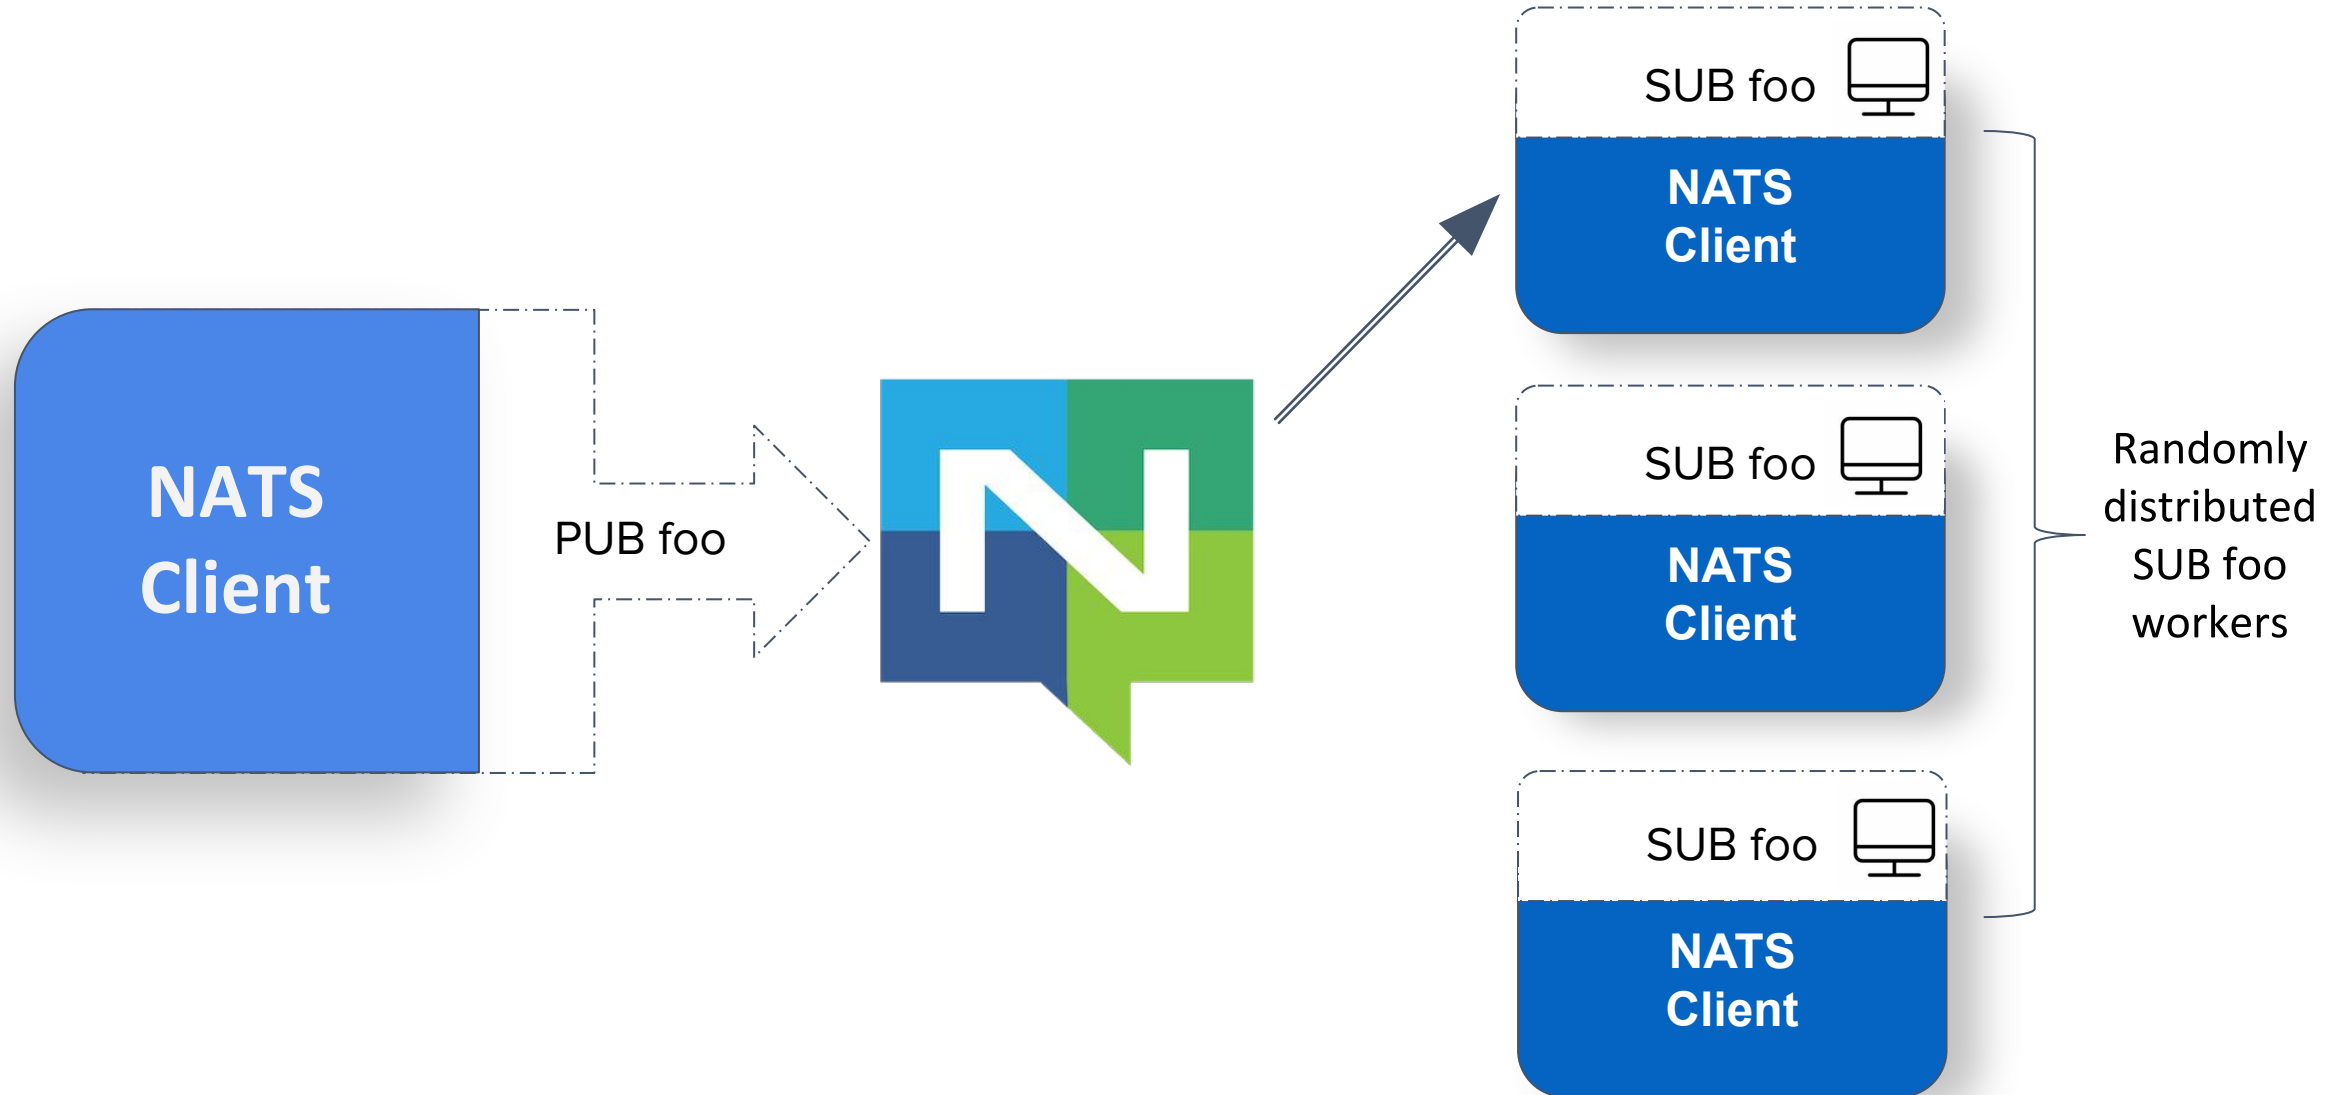 NATS
Client
PUB foo
SUB foo
NATS
Client
SUB foo
NATS
Client
SUB foo
NATS
Client
Randomly
distributed
SUB foo
workers